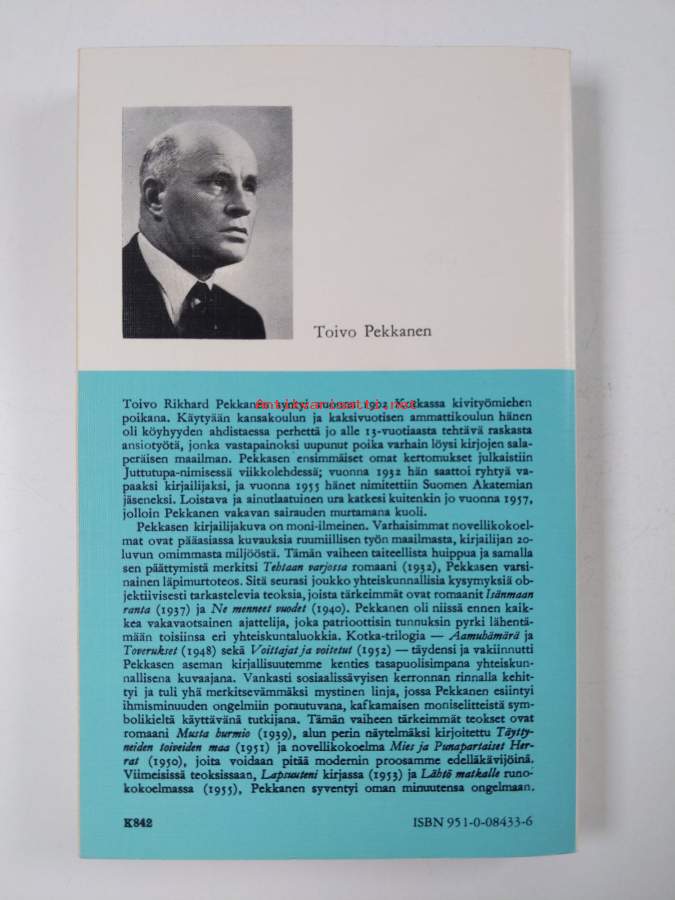 Toivo Pekkanen
Toivo Rikhard Pekkanen syntyi vuonna 1902 Kotkassa kivityömiehen
antikvariaatti.net
poikana. Käytyään kansakoulun ja kaksivuotisen ammattikoulun hänen
oli köyhyyden ahdistaessa perhettä jo alle 13-vuotiaasta tehtävä raskasta
ansiotyötä, jonka vastapainoksi uupunut poika varhain löysi kirjojen sala-
peräisen maailman. Pekkasen ensimmäiset omat kertomukset julkaistiin
Juttutupa-nimisessä viikkolehdessä; vuonna 1932 hän saattoi ryhtyä va-
paaksi kirjailijaksi, ja vuonna 1955 hänet nimitettiin Suomen Akatemian
jäseneksi. Loistava ja ainutlaatuinen ura katkesi kuitenkin jo vuonna 1957,
jolloin Pekkanen vakavan sairauden murtamana kuoli.
Pekkasen kirjailijakuva on moni-ilmeinen. Varhaisimmat novellikokoel-
mat ovat pääasiassa kuvauksia ruumiillisen työn maailmasta, kirjailijan 20-
luvun omimmasta miljööstä. Tämän vaiheen taiteellista huippua ja samalla
sen päättymistä merkitsi Tehtaan varjossa romaani (1932), Pekkasen varsi-
nainen läpimurtoteos. Sitä seurasi joukko yhteiskunnallisia kysymyksiä ob-
jektiivisesti tarkastelevia teoksia, joista tärkeimmät ovat romaanit Isänmaan
ranta (1937) ja Ne menneet vuodet (1940). Pekkanen oli niissä ennen kaik-
kea vakavaotsainen ajattelija, joka patrioottisin tunnuksin pyrki lähentä-
mään toisiinsa eri yhteiskuntaluokkia. Kotka-trilogia — Aamuhämärä ja
Toverukset (1948) sekä Voittajat ja voitetut (1952) — täydensi ja vakiinnutti
Pekkasen aseman kirjallisuutemme kenties tasapuolisimpana yhteiskun-
nallisena kuvaajana. Vankasti sosiaalissävyisen kerronnan rinnalla kehit-
tyi ja tuli yhä merkitsevämmäksi mystinen linja, jossa Pekkanen esiintyi
ihmisminuuden ongelmiin porautuvana, kafkamaisen moniselitteistä sym-
bolikieltä käyttävänä tutkijana. Tämän vaiheen tärkeimmät teokset ovat
romaani Musta hurmio (1939), alun perin näytelmäksi kirjoitettu Täytty-
neiden toiveiden maa (1951) ja novellikokoelma Mies ja Punapartaiset Her-
rat (1950), joita voidaan pitää modernin proosamme edelläkävijöinä.
Viimeisissä teoksissaan, Lapsuuteni kirjassa (1953) ja Lähtö matkalle runo-
kokoelmassa (1955), Pekkanen syventyi oman minuutensa ongelmaan.
K842
ISBN 951-0-08433-6